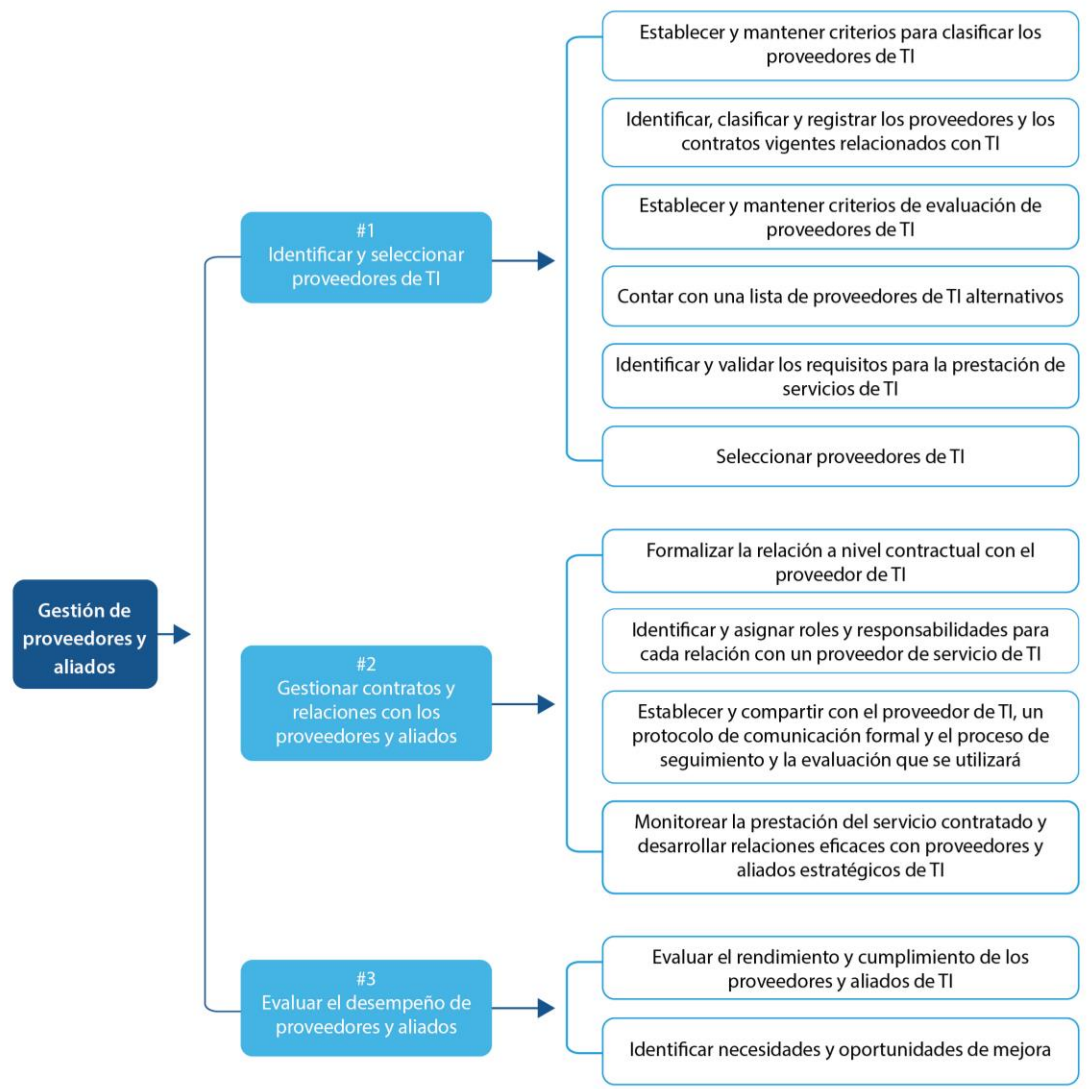 Gestión de
proveedores y
aliados
#1
Identificar y seleccionar
proveedores de TI
Establecer y mantener criterios para clasificar los
proveedores de TI
Identificar, clasificar y registrar los proveedores y los
contratos vigentes relacionados con TI
Establecer y mantener criterios de evaluación de
proveedores de TI
Contar con una lista de proveedores de TI alternativos
Identificar y validar los requisitos para la prestación de
servicios de TI
Seleccionar proveedores de TI
#2
Gestionar contratos y
relaciones con los
proveedores y aliados
Formalizar la relación a nivel contractual con el
proveedor de TI
Identificar y asignar roles y responsabilidades para
cada relación con un proveedor de servicio de TI
Establecer y compartir con el proveedor de TI, un
protocolo de comunicación formal y el proceso de
seguimiento y la evaluación que se utilizará
Monitorear la prestación del servicio contratado y
desarrollar relaciones eficaces con proveedores y
aliados estratégicos de TI
#3
Evaluar el desempeño de
proveedores y aliados
Evaluar el rendimiento y cumplimiento de los
proveedores y aliados de TI
Identificar necesidades y oportunidades de mejora